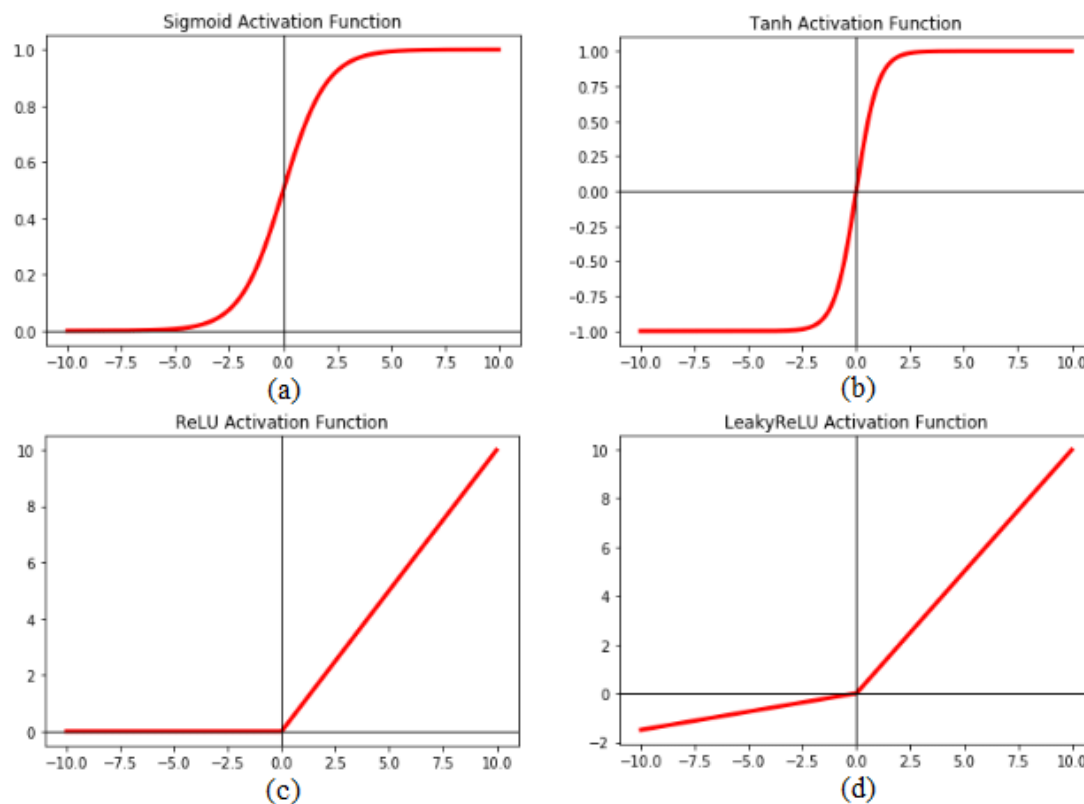 Sigmoid Activation Function
1.0
0.8
0.6
0.4
0.2
0.0
−10.0 −7.5 −5.0 −2.5 0.0 2.5 5.0 7.5 10.0
(a)
Tanh Activation Function
1.00
0.75
0.50
0.25
0.00
−0.25
−0.50
−0.75
−1.00
−10.0 −7.5 −5.0 −2.5 0.0 2.5 5.0 7.5 10.0
(b)
ReLU Activation Function
10
8
6
4
2
0
−10.0 −7.5 −5.0 −2.5 0.0 2.5 5.0 7.5 10.0
(c)
LeakyReLU Activation Function
10
8
6
4
2
0
−2
−10.0 −7.5 −5.0 −2.5 0.0 2.5 5.0 7.5 10.0
(d)